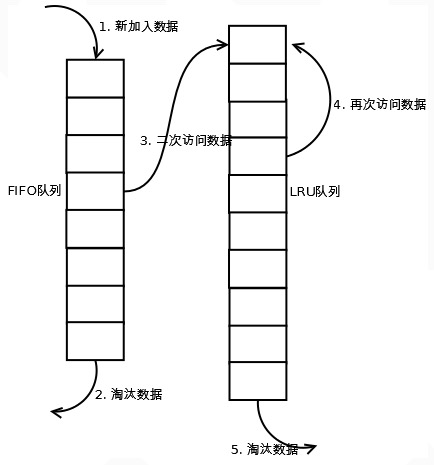 1. 新加入数据
4. 再次访问数据
3. 二次访问数据
FIFO队列
LRU队列
2. 淘汰数据
5. 淘汰数据